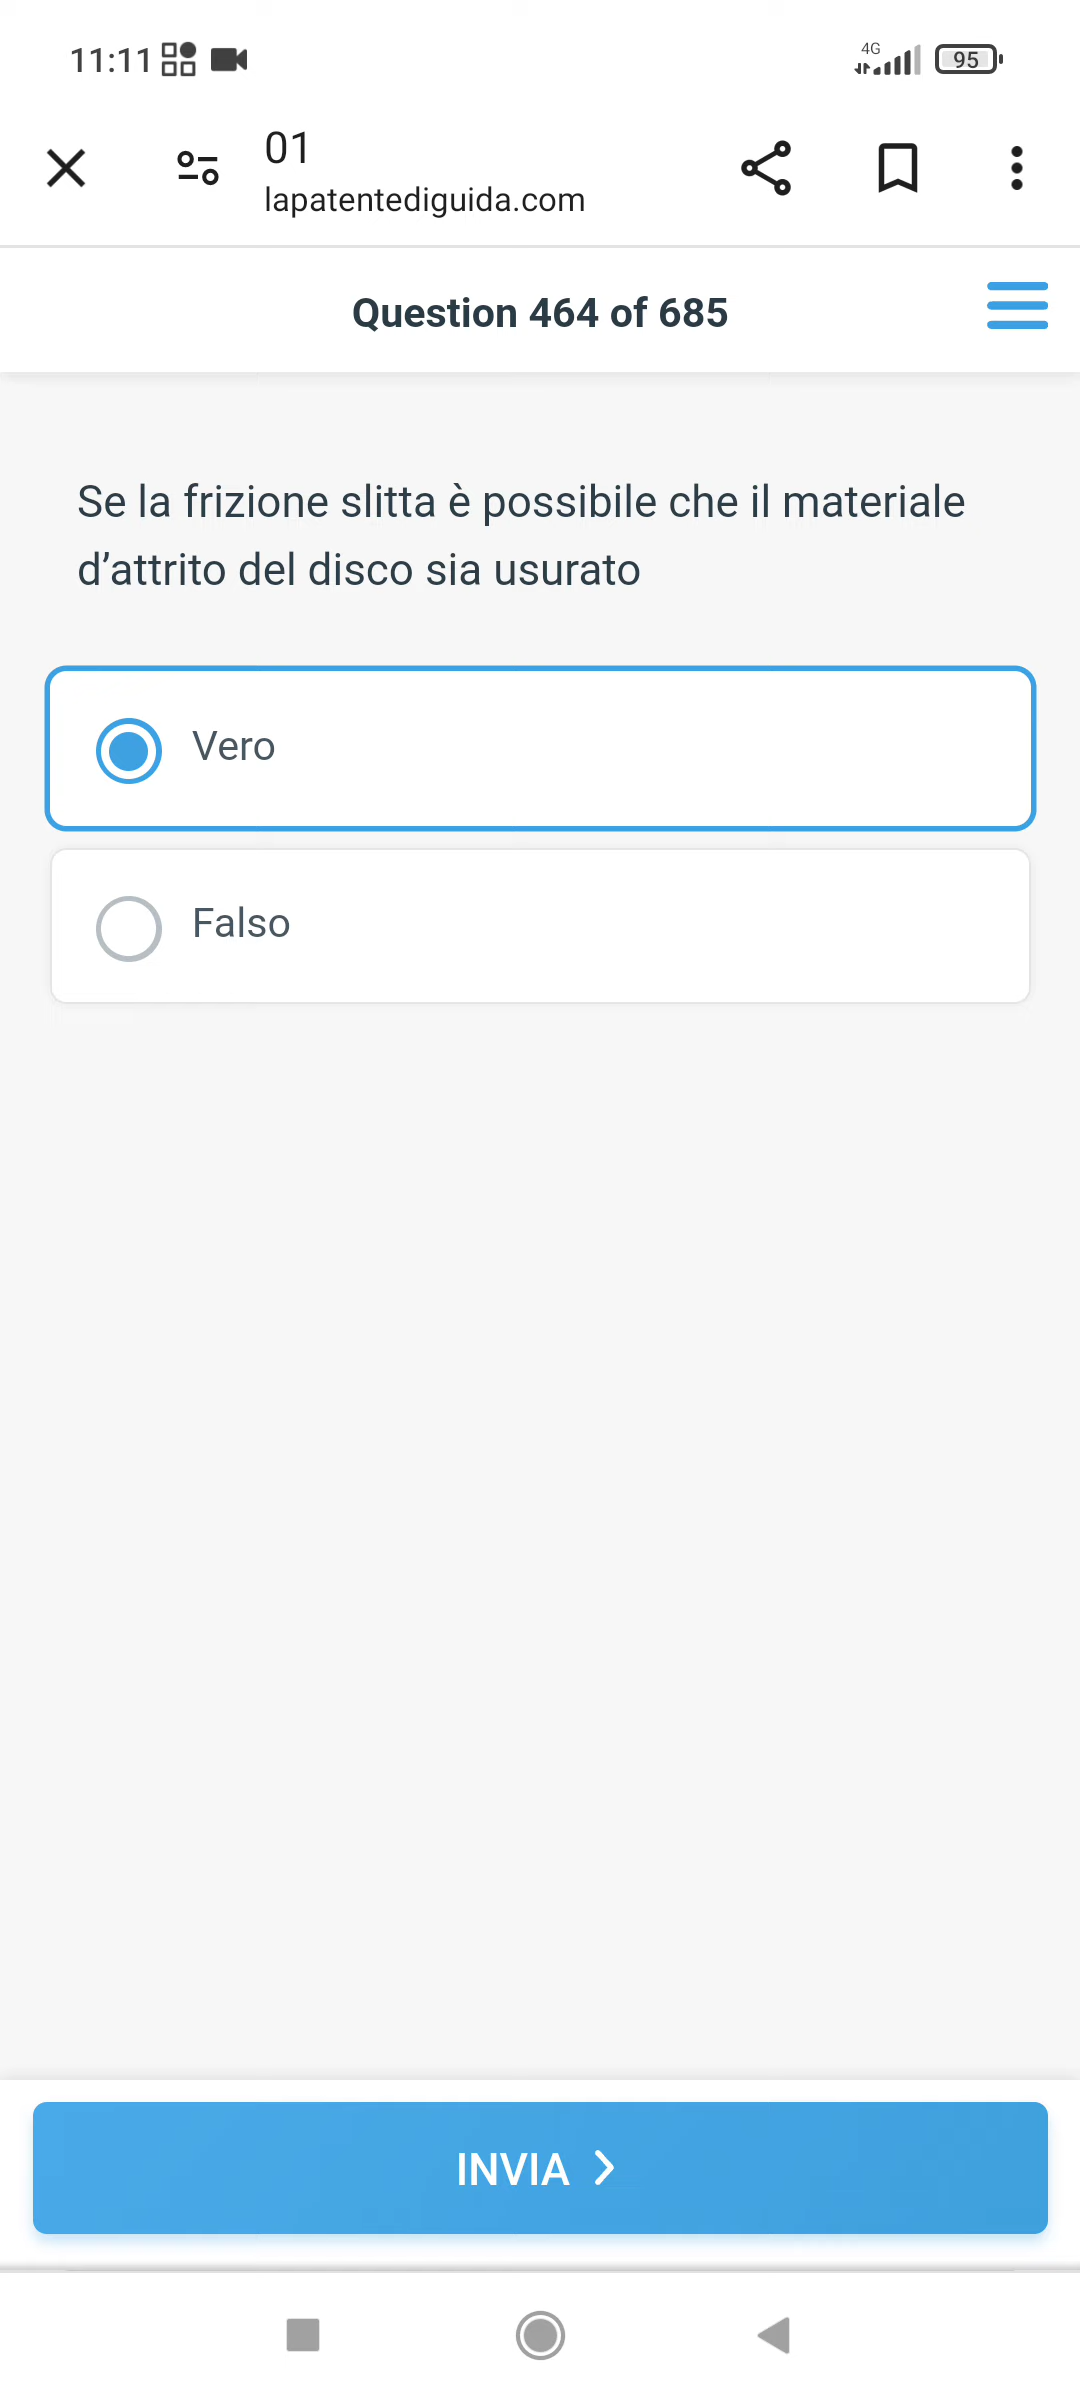 11:11
4G
95
01
lapatentediguida.com
Question 464 of 685
Se la frizione slitta è possibile che il materiale
d’attrito del disco sia usurato
Vero
Falso
INVIA